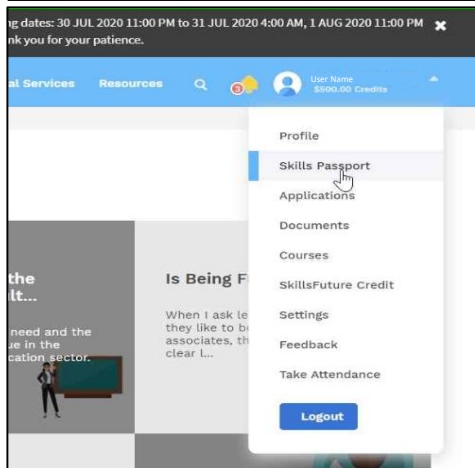 ng dates: 30 JUL 2020 11:00 PM to 31 JUL 2020 4:00 AM, 1 AUG 2020 11:00 PM
nk you for your patience.
al Services Resources 3 User Name
$500.00 Credits
Profile
Skills Passport
Applications
Documents
Courses
SkillsFuture Credit
Settings
Feedback
Take Attendance
Logout
the
lt...
need and the
ue in the
cation sector.
Is Being F
When I ask le
they like to b
associates, th
clear l...